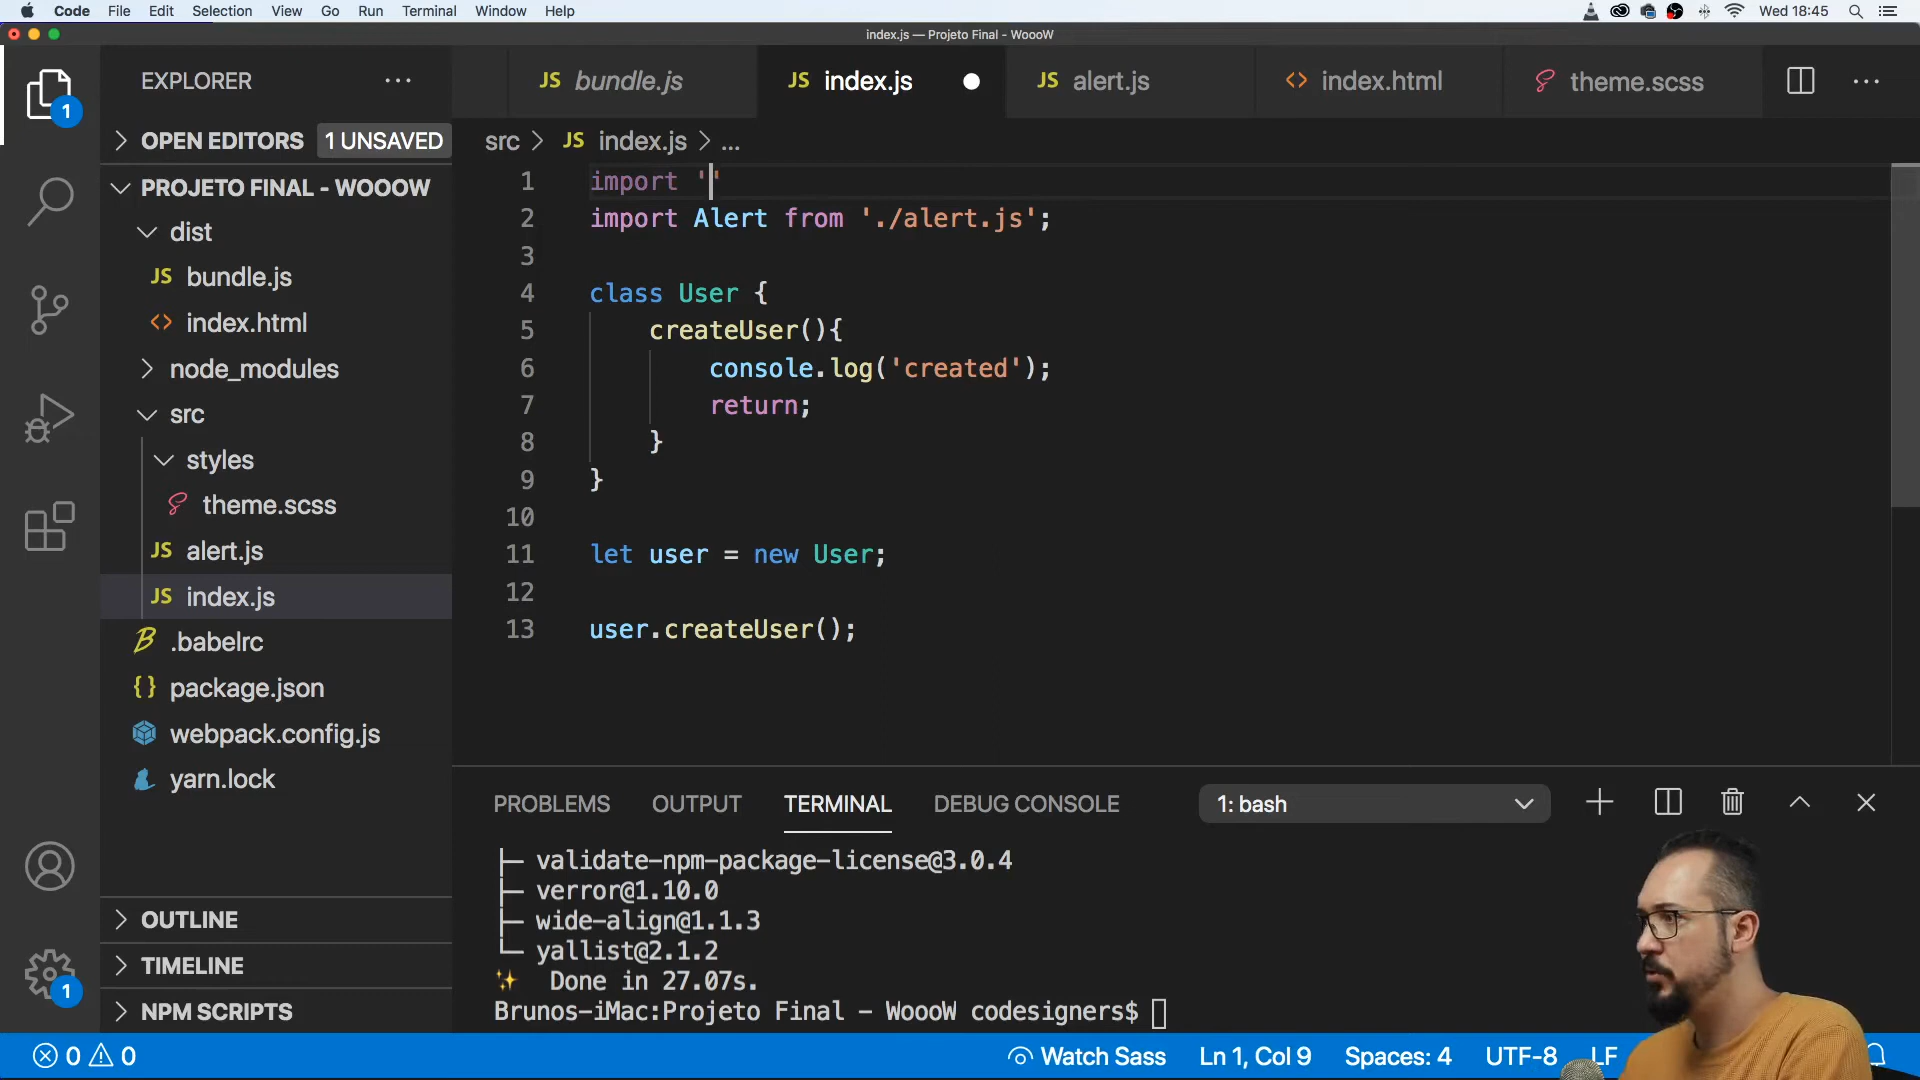 Code File Edit Selection View Go Run Terminal Window Help Wed 18:45
index.js — Projeto Final - WoooW
EXPLORER
JS bundle.js JS index.js JS alert.js <> index.html theme.scss
1
OPEN EDITORS 1 UNSAVED
src > JS index.js > ...
PROJETO FINAL - WOOOW
dist
JS bundle.js
<> index.html
node_modules
src
styles
theme.scss
JS alert.js
JS index.js
.babelrc
{} package.json
webpack.config.js
yarn.lock
OUTLINE
TIMELINE
NPM SCRIPTS
1
1 import ''
2 import Alert from './alert.js';
3
4 class User {
5 createUser(){
6 console.log('created');
7 return;
8 }
9 }
10
11 let user = new User;
12
13 user.createUser();
PROBLEMS OUTPUT TERMINAL DEBUG CONSOLE 1: bash
├─ validate-npm-package-license@3.0.4
├─ verror@1.10.0
├─ wide-align@1.1.3
└─ yallist@2.1.2
✨ Done in 27.07s.
Brunos-iMac:Projeto Final - WoooW codesigners$
0 0 Watch Sass Ln 1, Col 9 Spaces: 4 UTF-8 LF